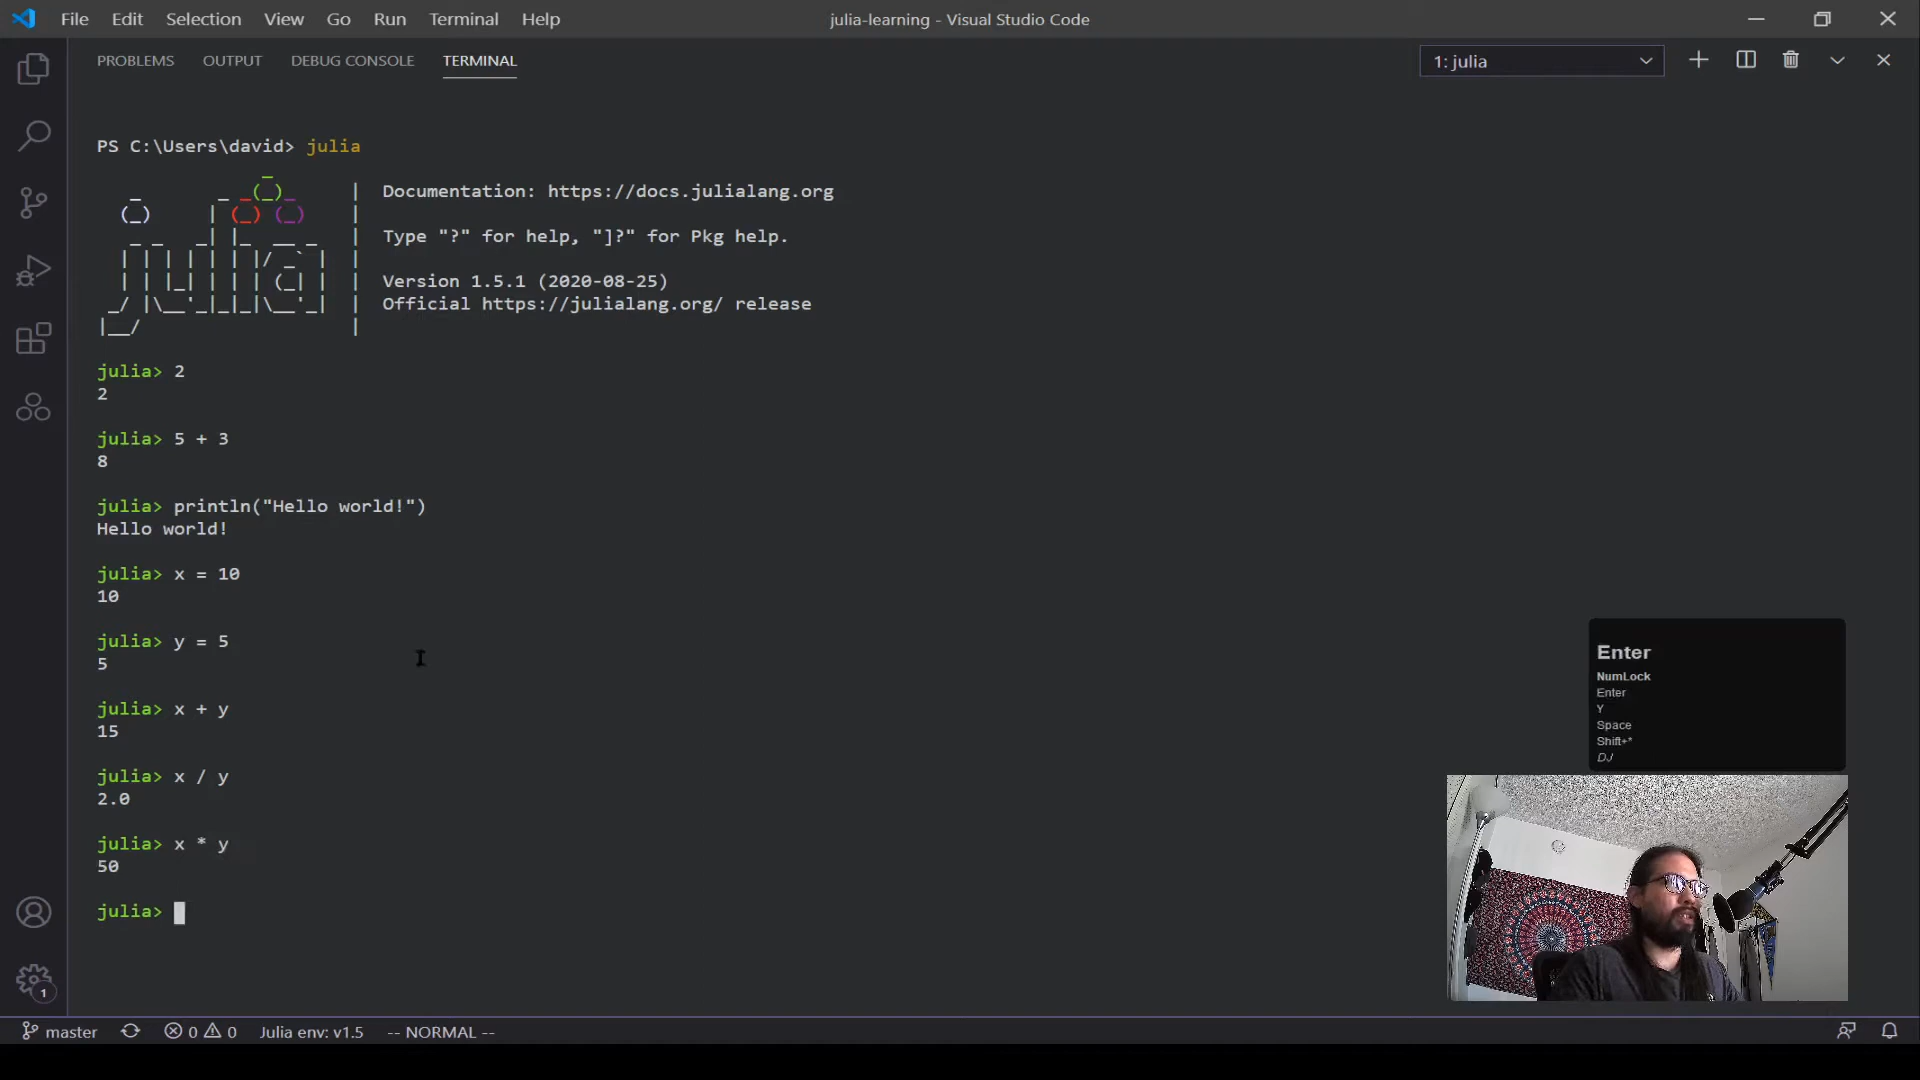 File Edit Selection View Go Run Terminal Help
julia-learning - Visual Studio Code
PROBLEMS OUTPUT DEBUG CONSOLE TERMINAL
1: julia
PS C:\Users\david> julia
Documentation: https://docs.julialang.org
Type "?" for help, "]?" for Pkg help.
Version 1.5.1 (2020-08-25)
Official https://julialang.org/ release
julia
julia> 2
2
julia> 5 + 3
8
julia> println("Hello world!")
Hello world!
julia> x = 10
10
julia> y = 5
5
julia> x + y
15
julia> x / y
2.0
julia> x * y
50
julia>
Enter
NumLock
Enter
Y
Space
Shift+*
DJ
1
master 0 0 Julia env: v1.5 -- NORMAL --